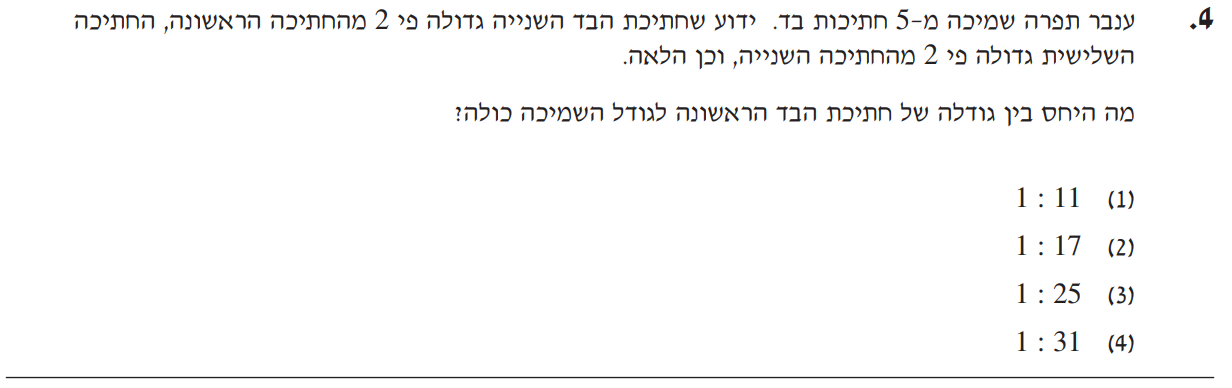 .4 ענבר תפרה שמיכה מ-5 חתיכות בד. ידוע שחתיכת הבד השנייה גדולה פי 2 מהחתיכה הראשונה, החתיכה
השלישית גדולה פי 2 מהחתיכה השנייה, וכן הלאה.
מה היחס בין גודלה של חתיכת הבד הראשונה לגודל השמיכה כולה?
(1) 1 : 11
(2) 1 : 17
(3) 1 : 25
(4) 1 : 31